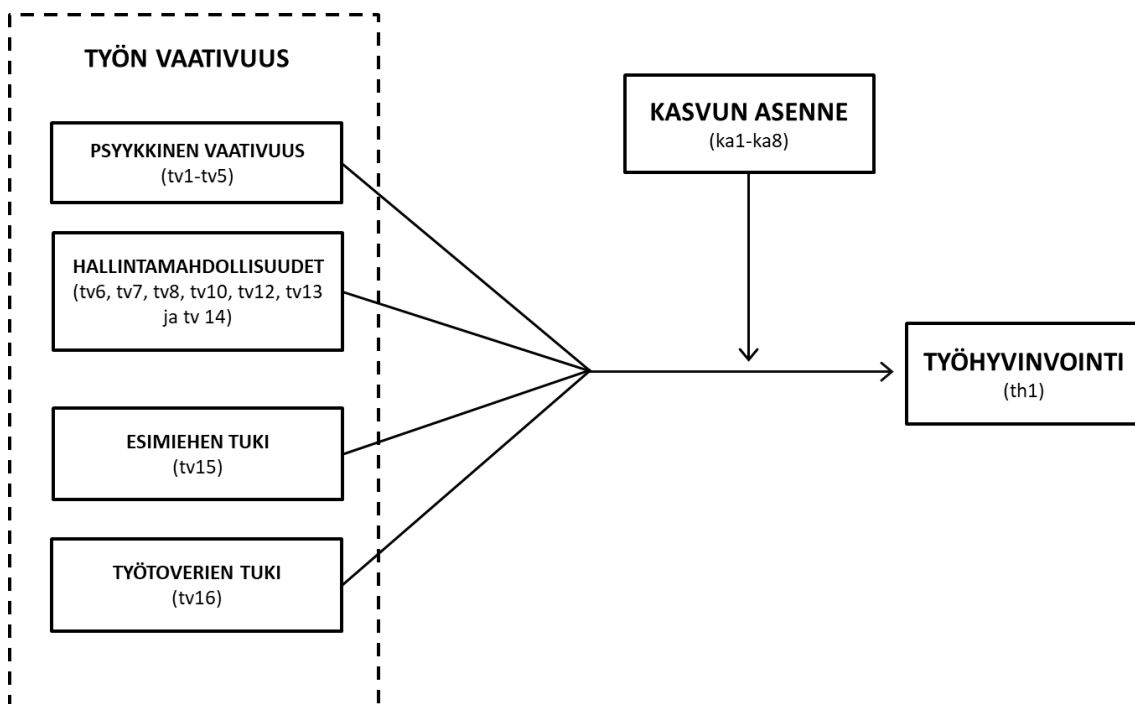 TYÖN VAATIVUUS
PSYYKKINEN VAATIVUUS
(tv1-tv5)
HALLINTAMAHDOLLISUUDET
(tv6, tv7, tv8, tv10, tv12, tv13
ja tv 14)
ESIMIEHEN TUKI
(tv15)
TYÖTOVERIEN TUKI
(tv16)
KASVUN ASENNE
(ka1-ka8)
TYÖHYVINVOINTI
(th1)